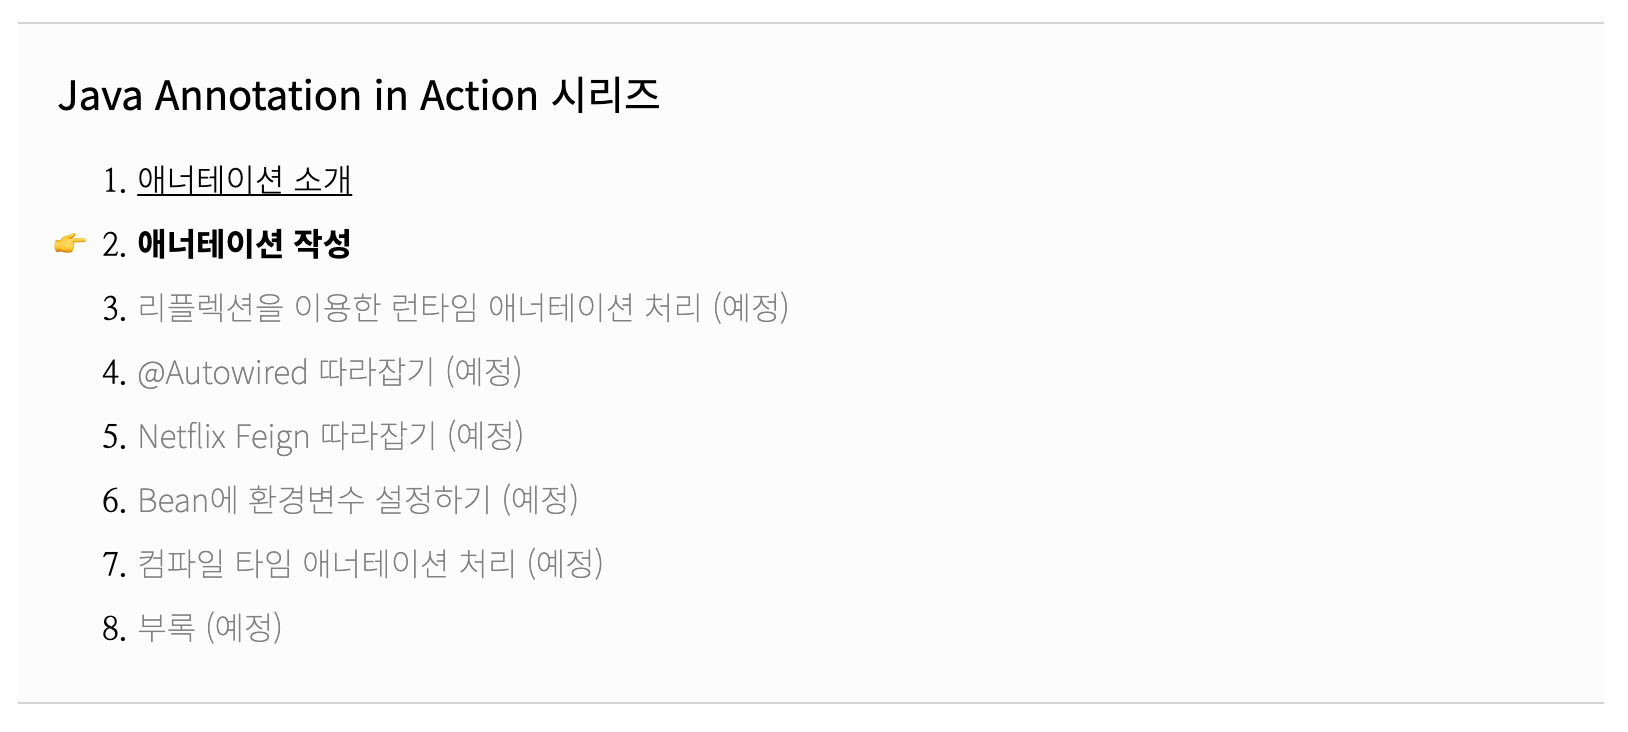 Java Annotation in Action 시리즈
1. 애너테이션 소개
👉 2. 애너테이션 작성
3. 리플렉션을 이용한 런타임 애너테이션 처리 (예정)
4. @Autowired 따라잡기 (예정)
5. Netflix Feign 따라잡기 (예정)
6. Bean에 환경변수 설정하기 (예정)
7. 컴파일 타임 애너테이션 처리 (예정)
8. 부록 (예정)